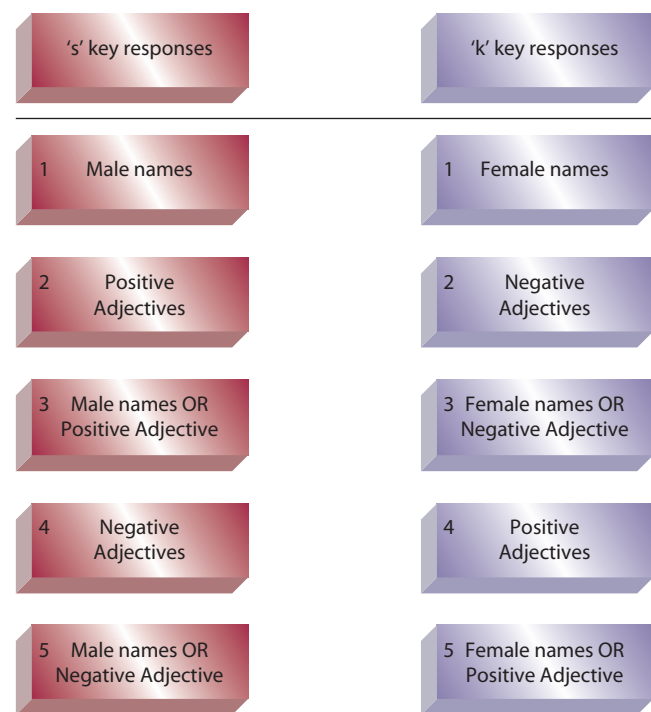 ‘s’ key responses
‘k’ key responses
1 Male names
1 Female names
2 Positive
Adjectives
2 Negative
Adjectives
3 Male names OR
Positive Adjective
3 Female names OR
Negative Adjective
4 Negative
Adjectives
4 Positive
Adjectives
5 Male names OR
Negative Adjective
5 Female names OR
Positive Adjective